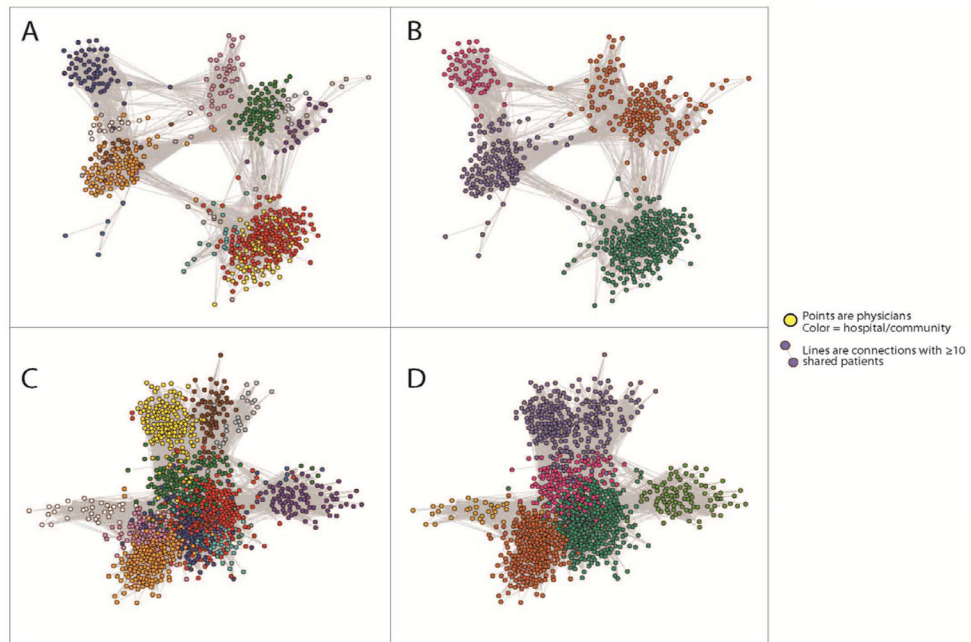 A
B
Points are physicians
Color = hospital/community
Lines are connections with ≥10
shared patients
C
D